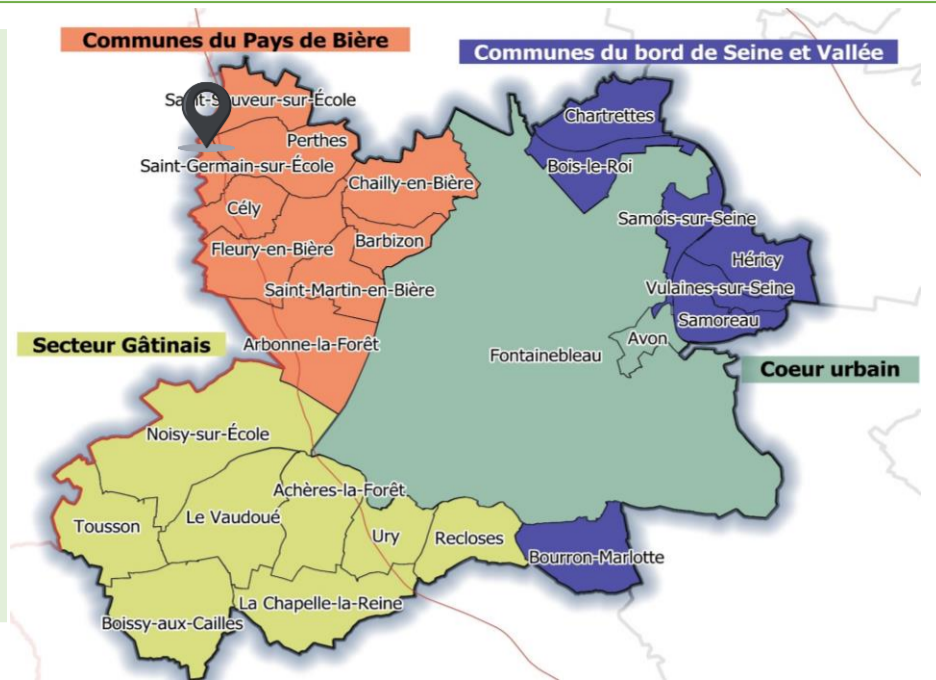 Communes du Pays de Bière
Communes du bord de Seine et Vallée
Saint-Sauveur-sur-École
Chartrettes
Perthes
Saint-Germain-sur-École
Bois-le-Roi
Chailly-en-Bière
Cély
Samois-sur-Seine
Barbizon
Fleury-en-Bière
Héricy
Saint-Martin-en-Bière
Vulaines-sur-Seine
Samoreau
Secteur Gâtinais
Arbonne-la-Forêt
Avon
Fontainebleau
Coeur urbain
Noisy-sur-École
Achères-la-Forêt
Le Vaudoué
Tousson
Ury
Recloses
Bourron-Marlotte
La Chapelle-la-Reine
Boissy-aux-Cailles